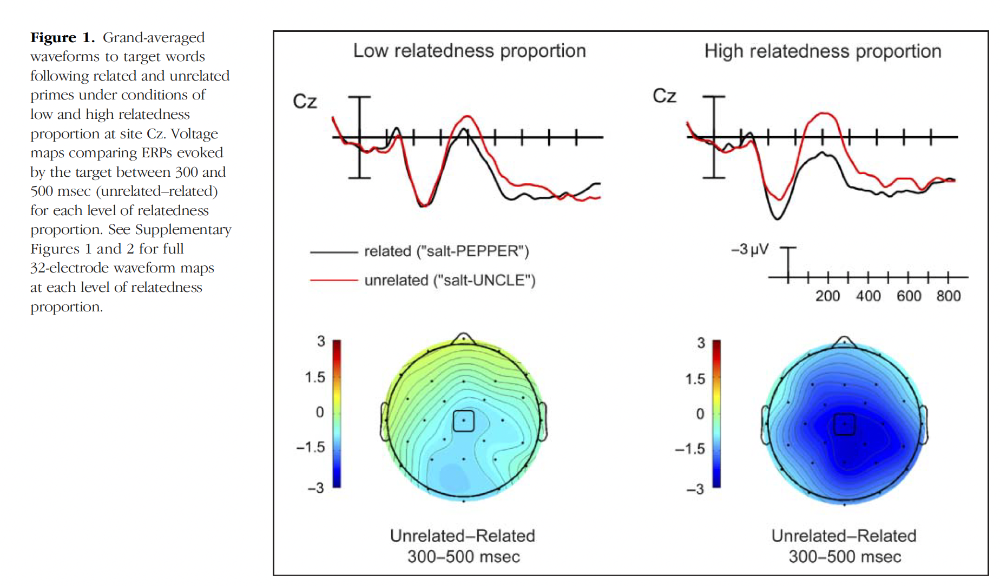 Figure 1. Grand-averaged
waveforms to target words
following related and unrelated
primes under conditions of
low and high relatedness
proportion at site Cz. Voltage
maps comparing ERPs evoked
by the target between 300 and
500 msec (unrelated–related)
for each level of relatedness
proportion. See Supplementary
Figures 1 and 2 for full
32-electrode waveform maps
at each level of relatedness
proportion.
Low relatedness proportion
High relatedness proportion
Cz
Cz
related ("salt-PEPPER")
unrelated ("salt-UNCLE")
–3 µV
200 400 600 800
3
1.5
0
–1.5
–3
3
1.5
0
–1.5
–3
Unrelated–Related
300–500 msec
Unrelated–Related
300–500 msec